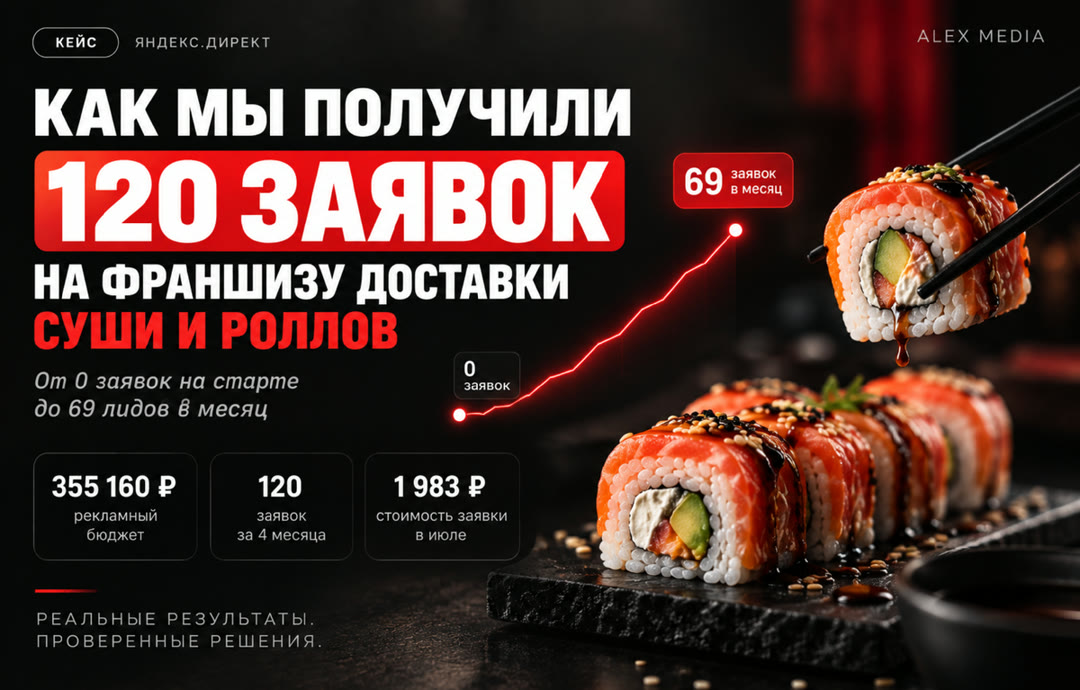 КЕЙС ЯНДЕКС.ДИРЕКТ
ALEX MEDIA
КАК МЫ ПОЛУЧИЛИ
120 ЗАЯВОК
НА ФРАНШИЗУ ДОСТАВКИ
СУШИ И РОЛЛОВ
От 0 заявок на старте
до 69 лидов в месяц
69 заявок
в месяц
0
заявок
355 160 ₽
рекламный
бюджет
120
заявок
за 4 месяца
1 983 ₽
стоимость заявки
в июле
РЕАЛЬНЫЕ РЕЗУЛЬТАТЫ.
ПРОВЕРЕННЫЕ РЕШЕНИЯ.